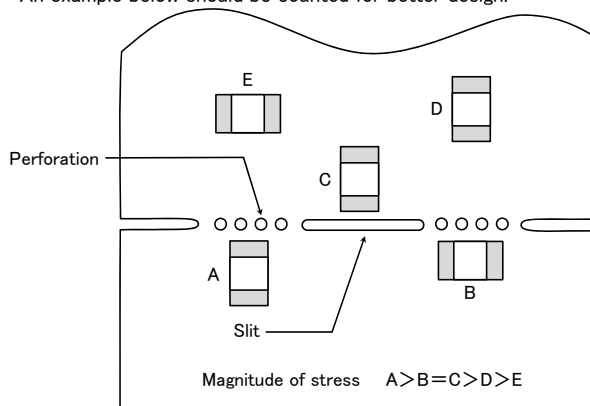 An example below should be counted for better design.
E
D
Perforation
C
A
B
Slit
Magnitude of stress A＞B＝C＞D＞E